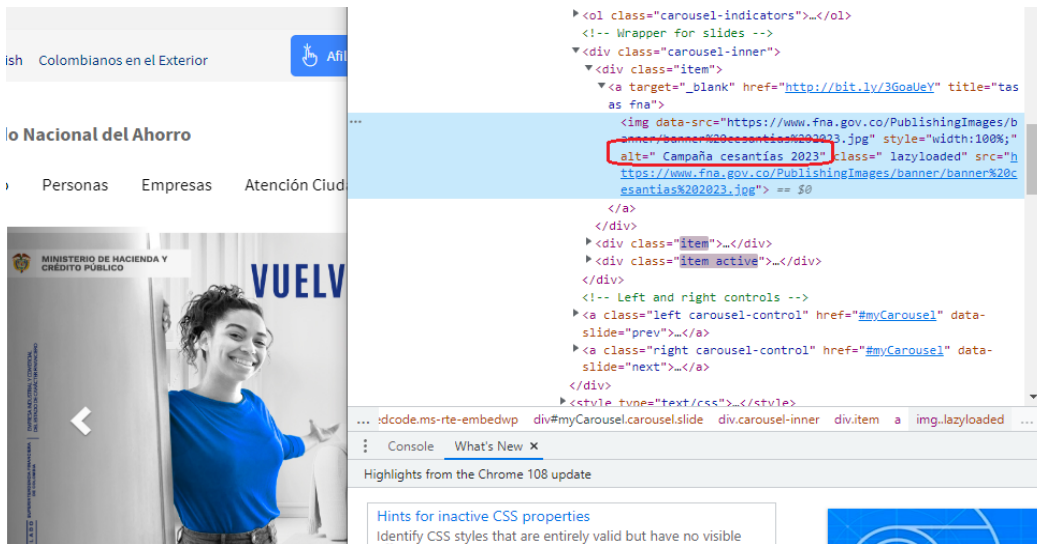 ish Colombianos en el Exterior Afil
do Nacional del Ahorro
Personas Empresas Atención Ciud
MINISTERIO DE HACIENDA Y
CRÉDITO PÚBLICO
VUELV
<ol class="carousel-indicators">…</ol>
<!-- Wrapper for slides -->
<div class="carousel-inner">
<div class="item">
<a target="_blank" href="http://bit.ly/3GoaUeY" title="tas
as fna">
<img data-src="https://www.fna.gov.co/PublishingImages/b
anner/banner%20cesantias%202023.jpg" style="width:100%;"
alt=" Campaña cesantías 2023" class=" lazyloaded" src="h
ttps://www.fna.gov.co/PublishingImages/banner/banner%20c
esantias%202023.jpg"> == $0
</a>
</div>
<div class="item">…</div>
<div class="item active">…</div>
</div>
<!-- Left and right controls -->
<a class="left carousel-control" href="#myCarousel" data-
slide="prev">…</a>
<a class="right carousel-control" href="#myCarousel" data-
slide="next">…</a>
</div>
<style type="text/css">…</style>
... edcode.ms-rte-embedwp div#myCarousel.carousel.slide div.carousel-inner div.item a img..lazyloaded ...
Console What's New ×
Highlights from the Chrome 108 update
Hints for inactive CSS properties
Identify CSS styles that are entirely valid but have no visible